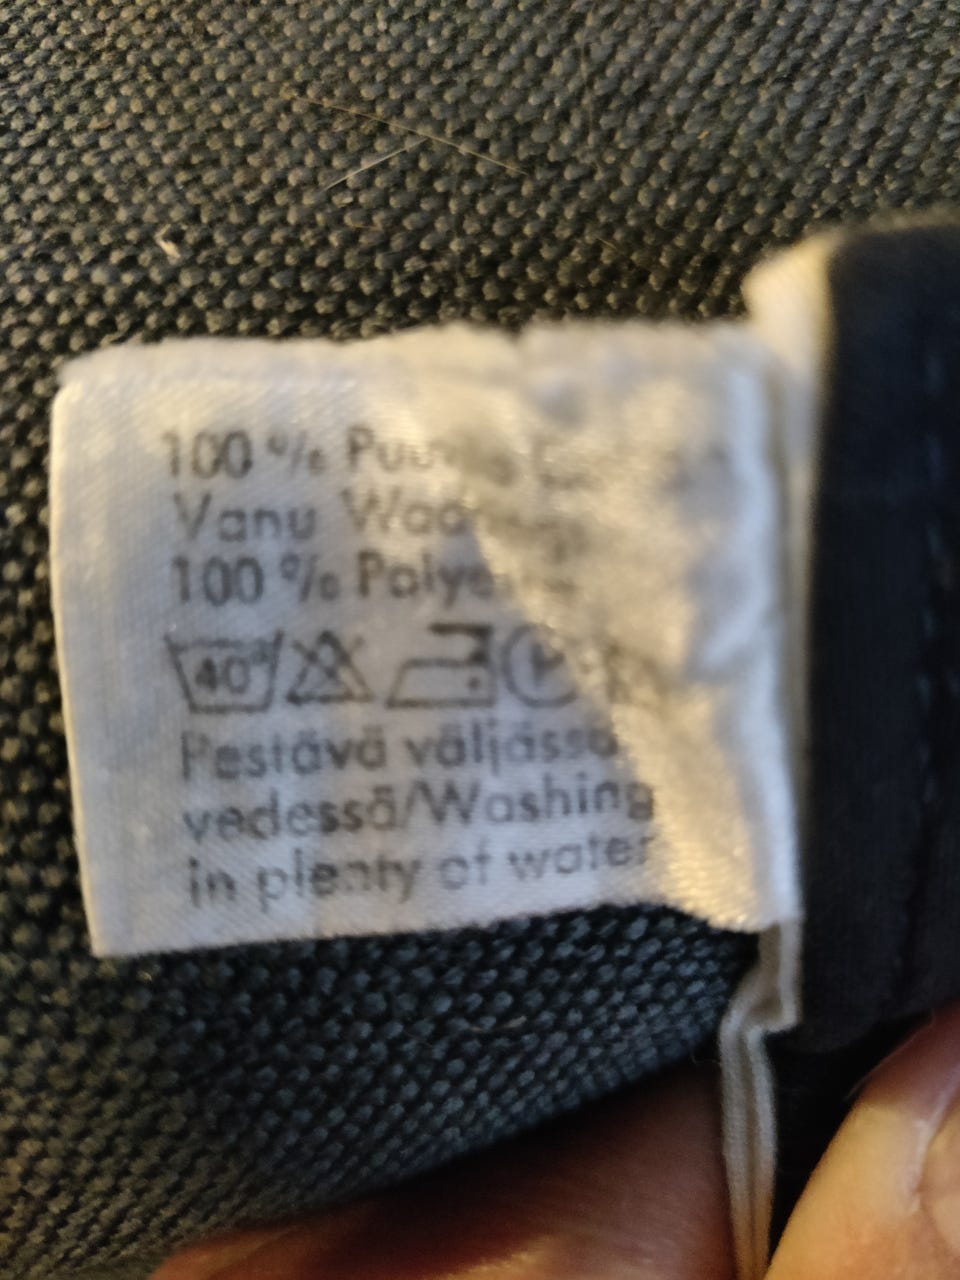 100 %
Vanu
100 %
40°
P
Pestävä väljässä
vedessä/Washing
in plenty of water